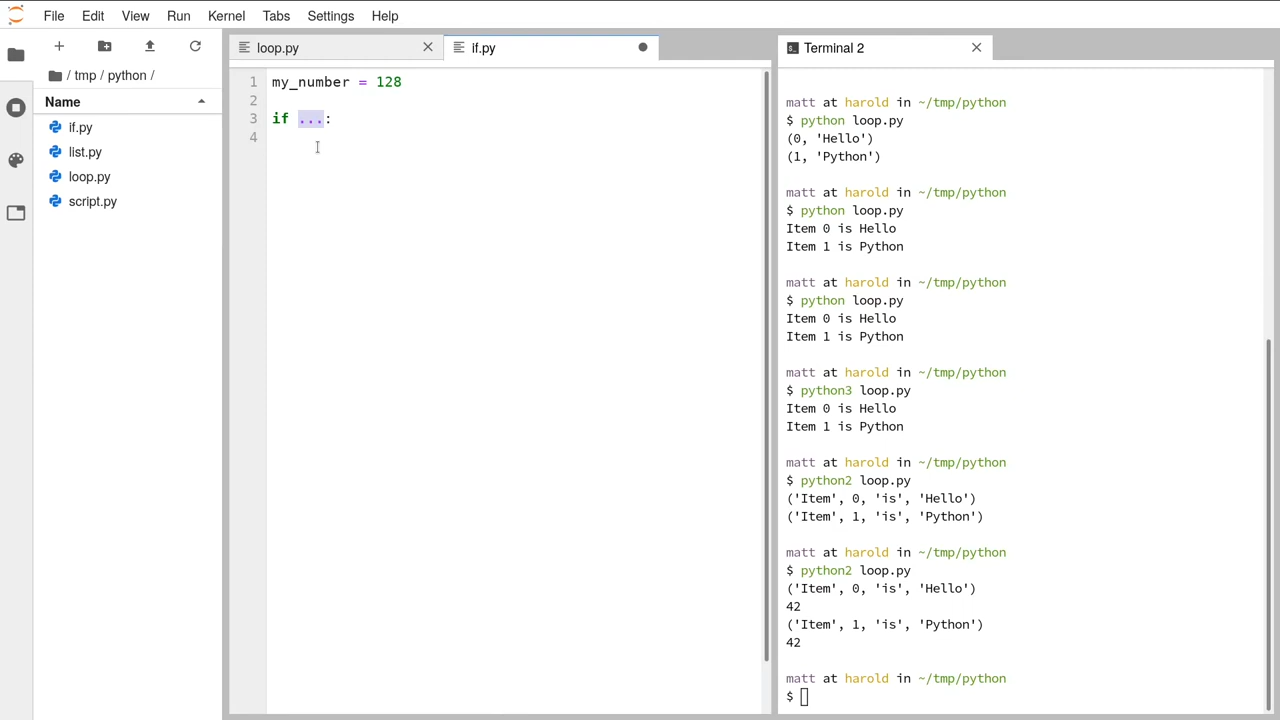 File Edit View Run Kernel Tabs Settings Help
/ tmp / python /
Name
if.py
list.py
loop.py
script.py
loop.py
if.py
1 my_number = 128
2
3 if ...:
4
Terminal 2
matt at harold in ~/tmp/python
$ python loop.py
(0, 'Hello')
(1, 'Python')
matt at harold in ~/tmp/python
$ python loop.py
Item 0 is Hello
Item 1 is Python
matt at harold in ~/tmp/python
$ python loop.py
Item 0 is Hello
Item 1 is Python
matt at harold in ~/tmp/python
$ python3 loop.py
Item 0 is Hello
Item 1 is Python
matt at harold in ~/tmp/python
$ python2 loop.py
('Item', 0, 'is', 'Hello')
('Item', 1, 'is', 'Python')
matt at harold in ~/tmp/python
$ python2 loop.py
('Item', 0, 'is', 'Hello')
42
('Item', 1, 'is', 'Python')
42
matt at harold in ~/tmp/python
$